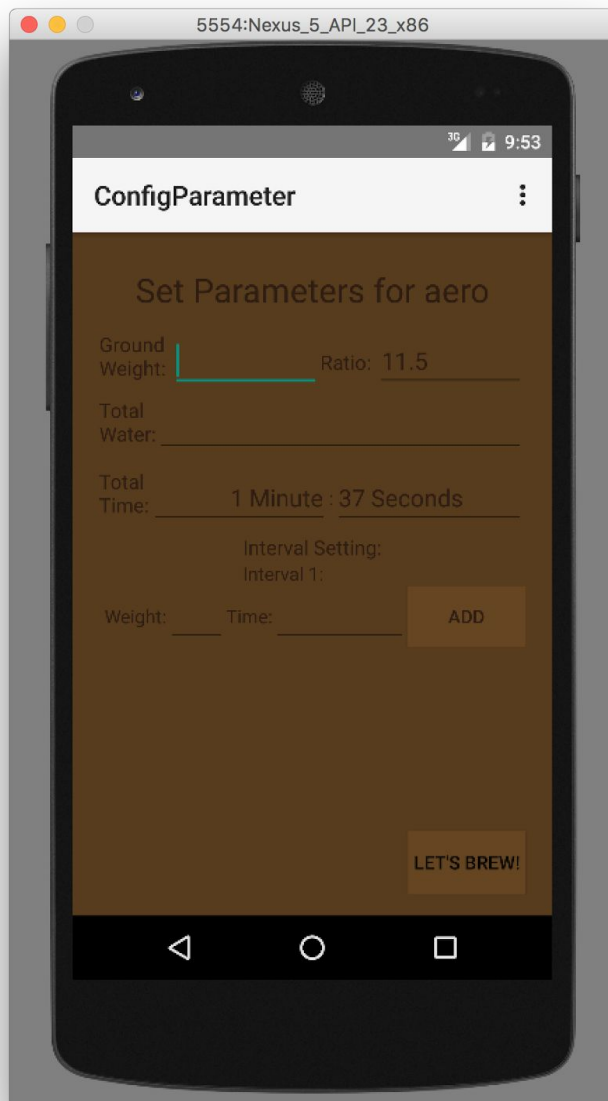 5554:Nexus_5_API_23_x86
3G 9:53
ConfigParameter
Set Parameters for aero
Ground
Weight:
Ratio: 11.5
Total
Water:
Total
Time: 1 Minute : 37 Seconds
Interval Setting:
Interval 1:
Weight: Time: ADD
LET'S BREW!